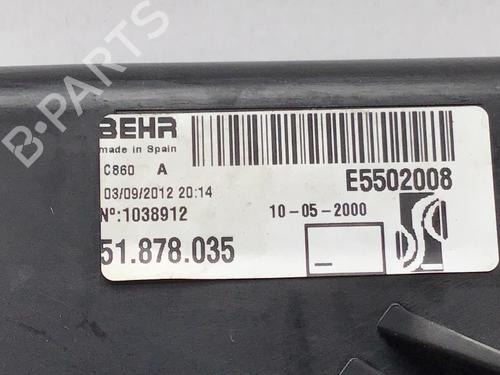 B-PARTS
BEHR
made in Spain
C860 A
03/09/2012 20:14
E5502008
Nº:1038912
10-05-2000
51.878.035